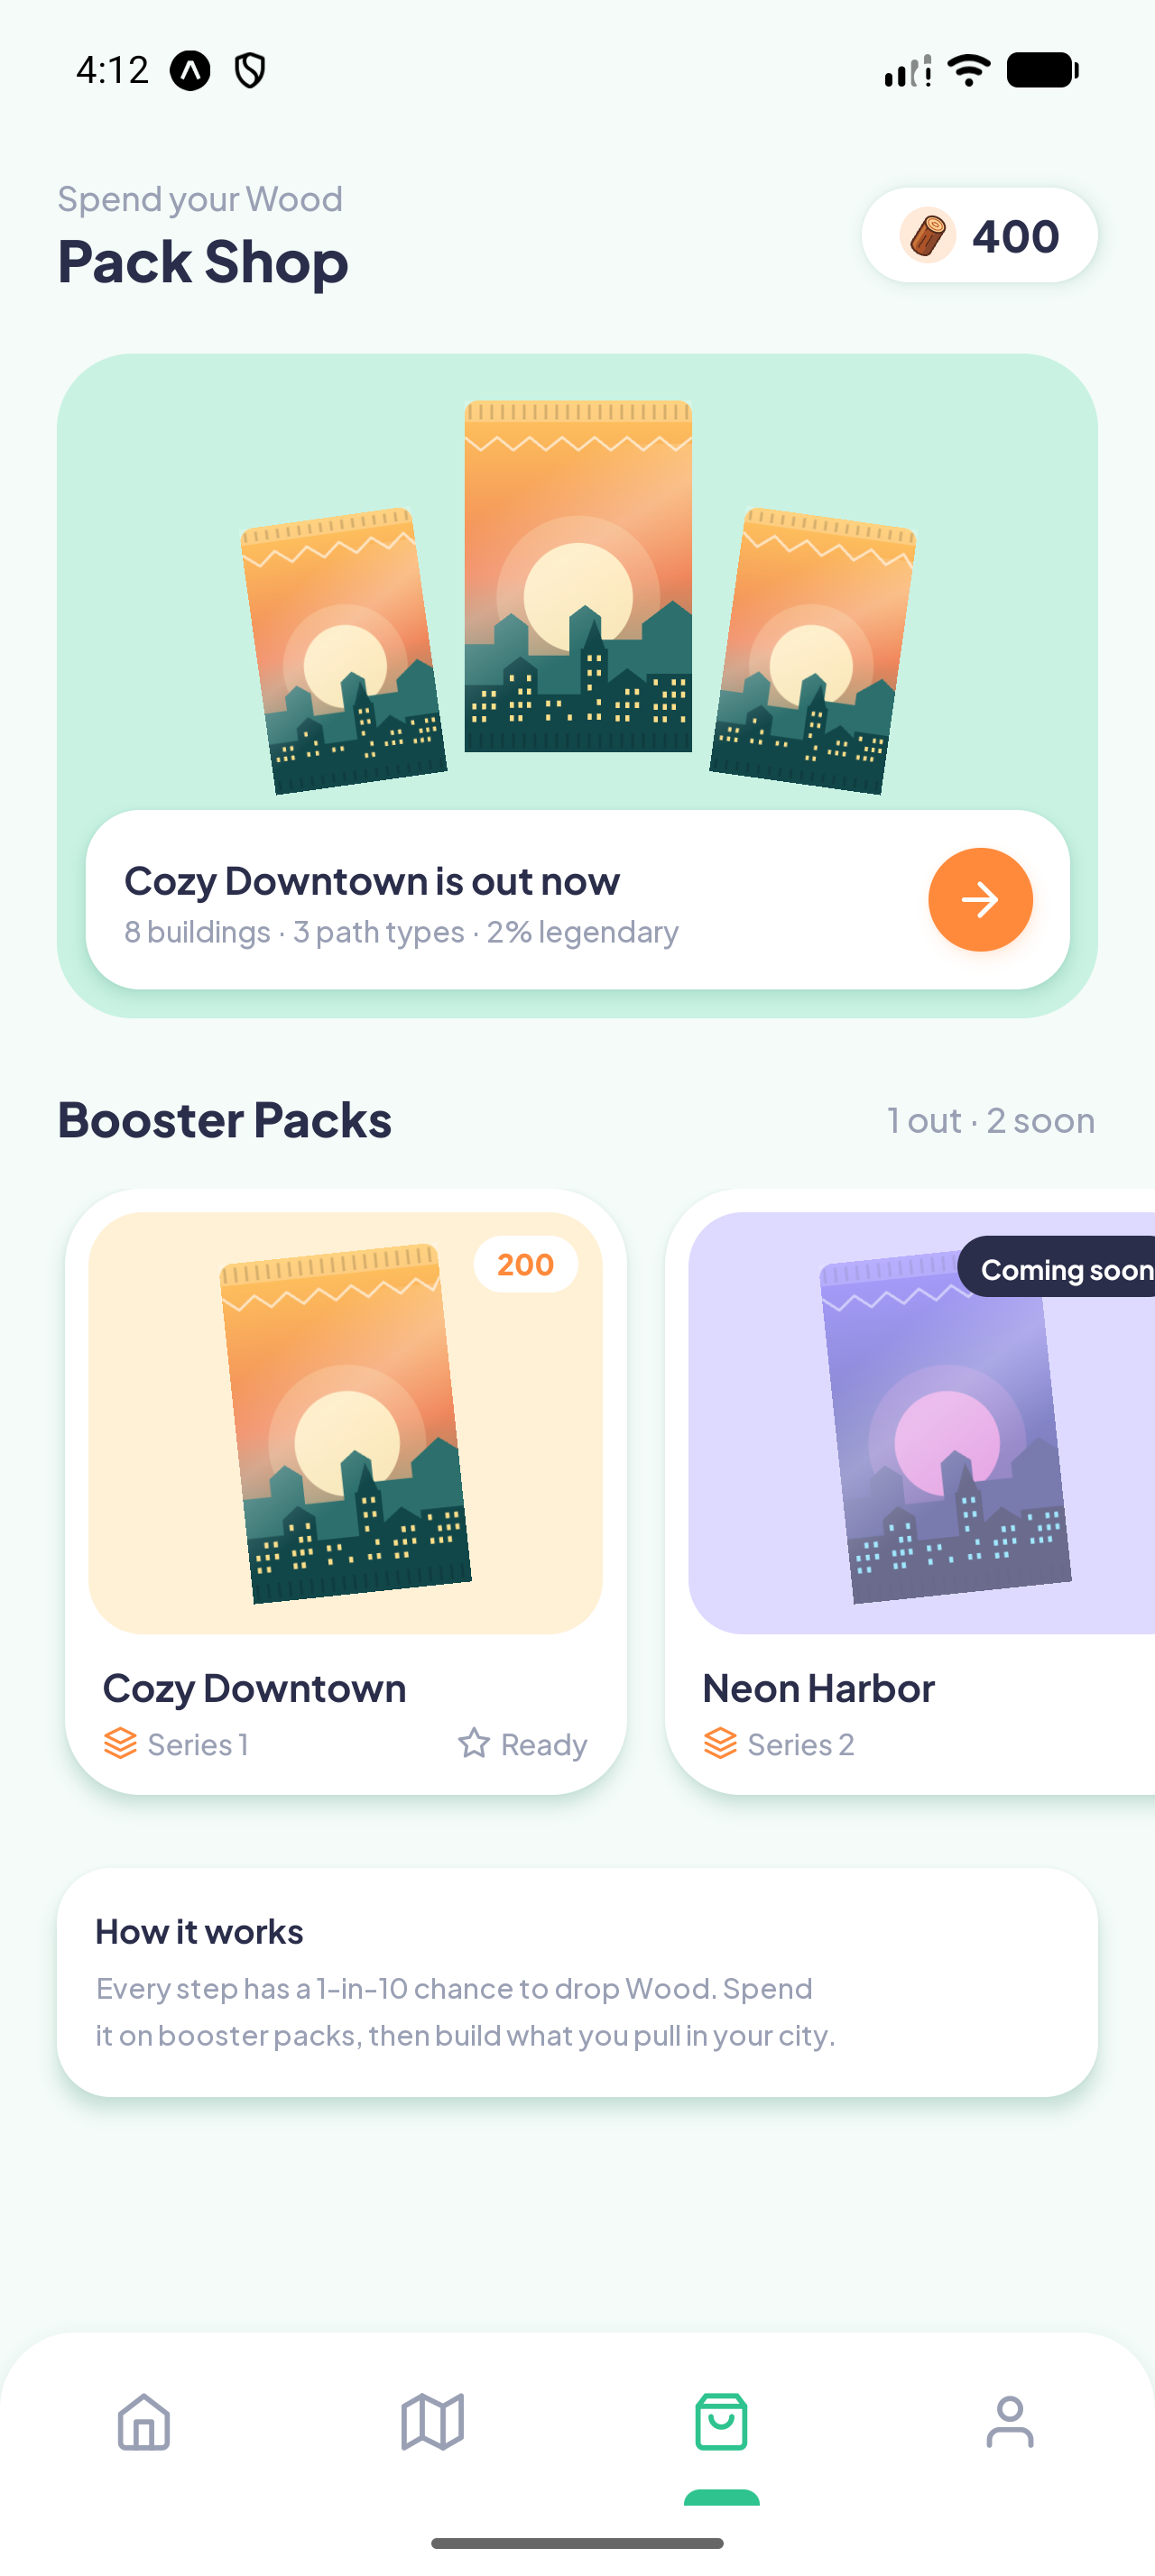 4:12
Spend your Wood
Pack Shop
400
Cozy Downtown is out now
8 buildings · 3 path types · 2% legendary
Booster Packs
1 out · 2 soon
200
Coming soon
Cozy Downtown
Series 1
Ready
Neon Harbor
Series 2
How it works
Every step has a 1-in-10 chance to drop Wood. Spend
it on booster packs, then build what you pull in your city.